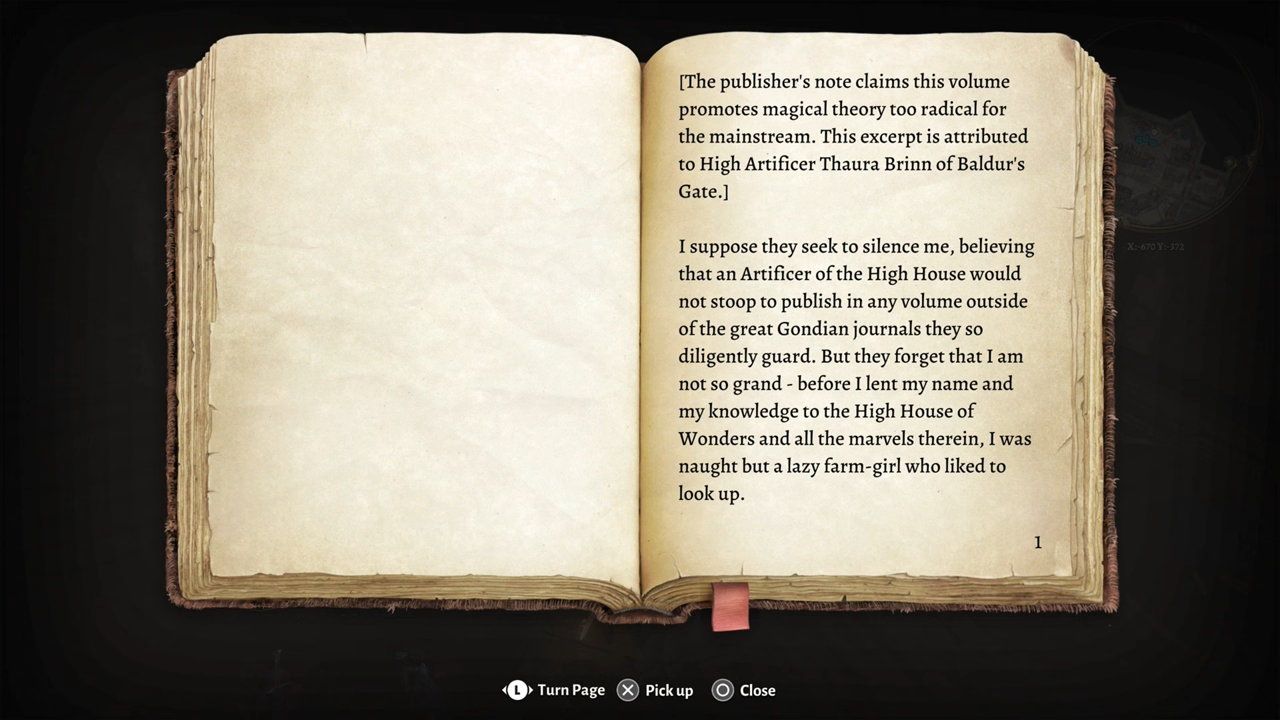 [The publisher's note claims this volume
promotes magical theory too radical for
the mainstream. This excerpt is attributed
to High Artificer Thaura Brinn of Baldur's
Gate.]
I suppose they seek to silence me, believing
that an Artificer of the High House would
not stoop to publish in any volume outside
of the great Gondian journals they so
diligently guard. But they forget that I am
not so grand - before I lent my name and
my knowledge to the High House of
Wonders and all the marvels therein, I was
naught but a lazy farm-girl who liked to
look up.
1
X:-670 Y:-372
L Turn Page Pick up Close